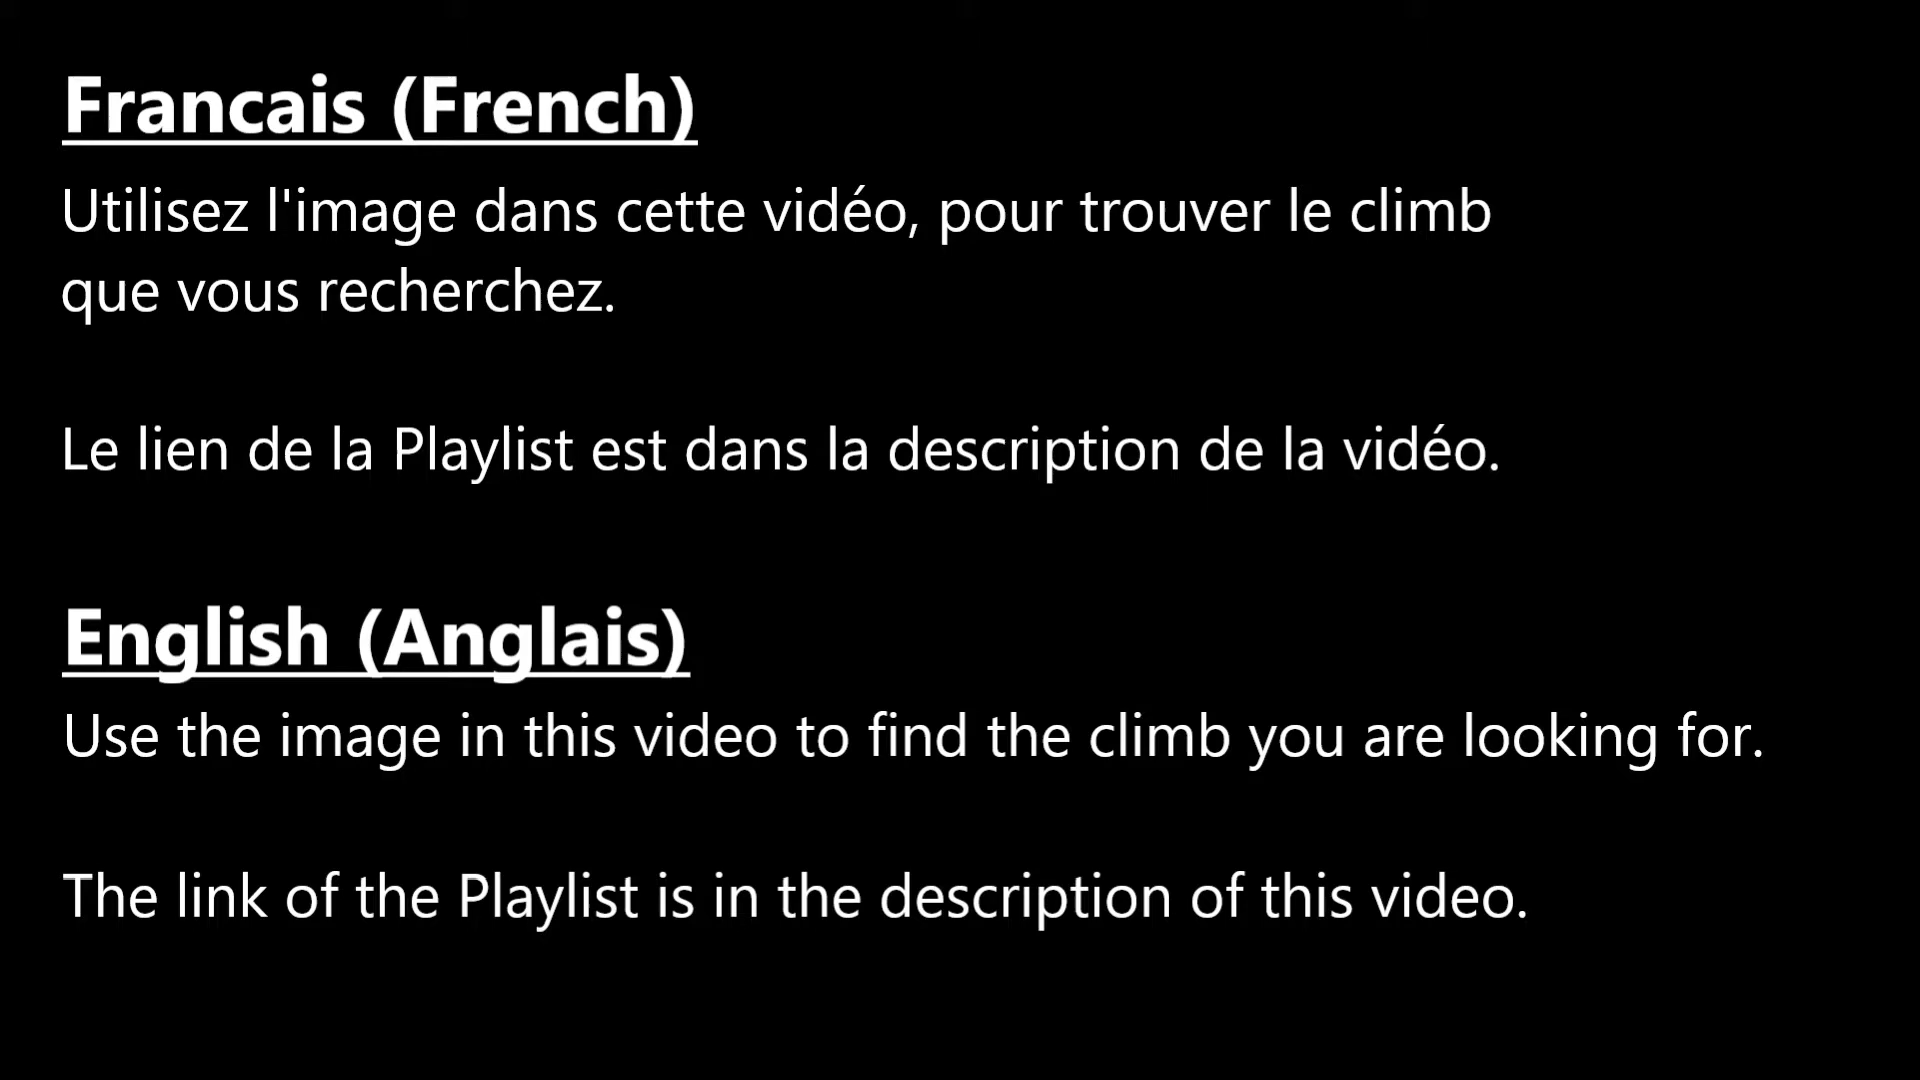 Francais (French)
Utilisez l'image dans cette vidéo, pour trouver le climb
que vous recherchez.
Le lien de la Playlist est dans la description de la vidéo.
English (Anglais)
Use the image in this video to find the climb you are looking for.
The link of the Playlist is in the description of this video.